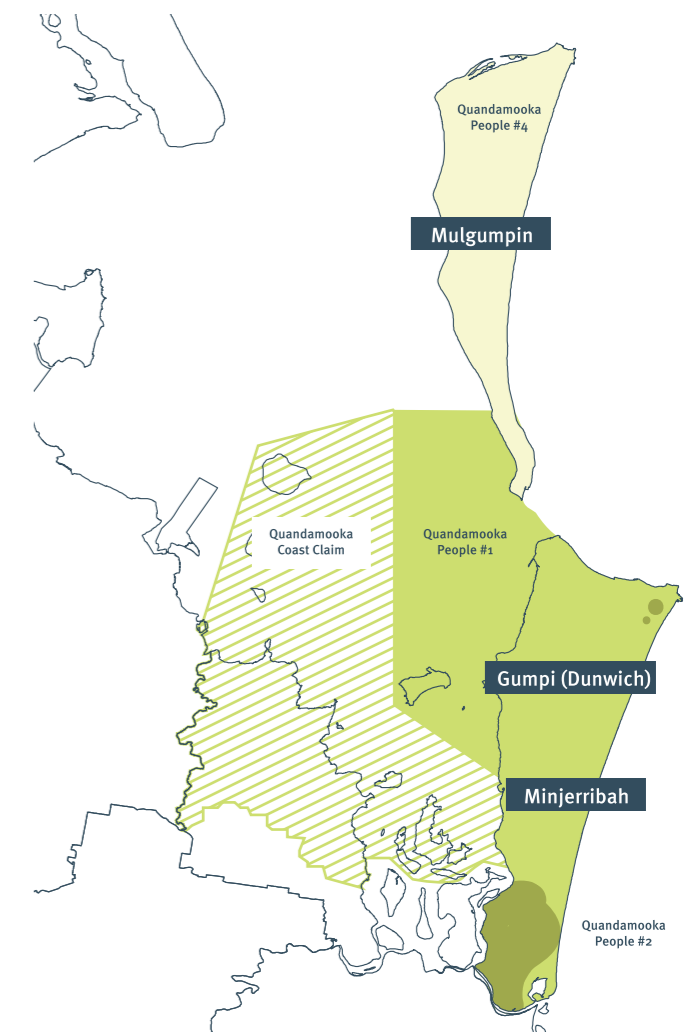 Quandamooka
People #4
Mulgumpin
Quandamooka
Coast Claim
Quandamooka
People #1
Gumpi (Dunwich)
Minjerribah
Quandamooka
People #2